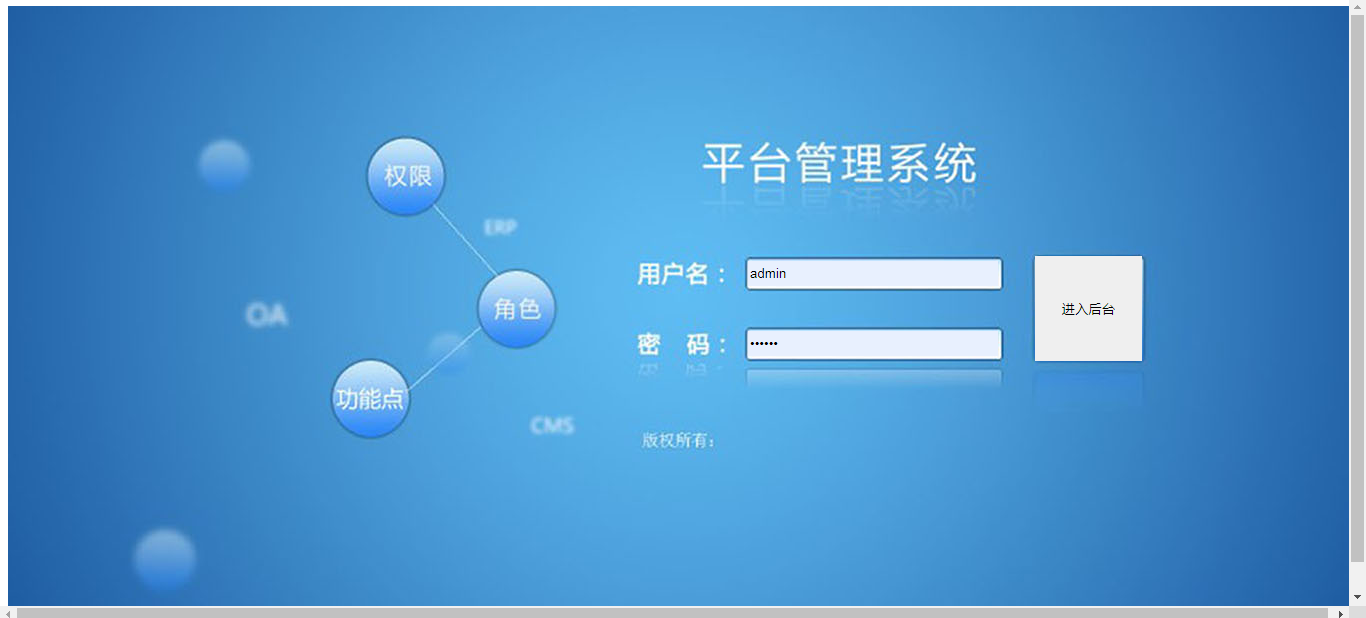 平台管理系统
权限
ERP
角色
OA
功能点
CMS
用户名：
admin
密 码：
••••••
进入后台
版权所有：